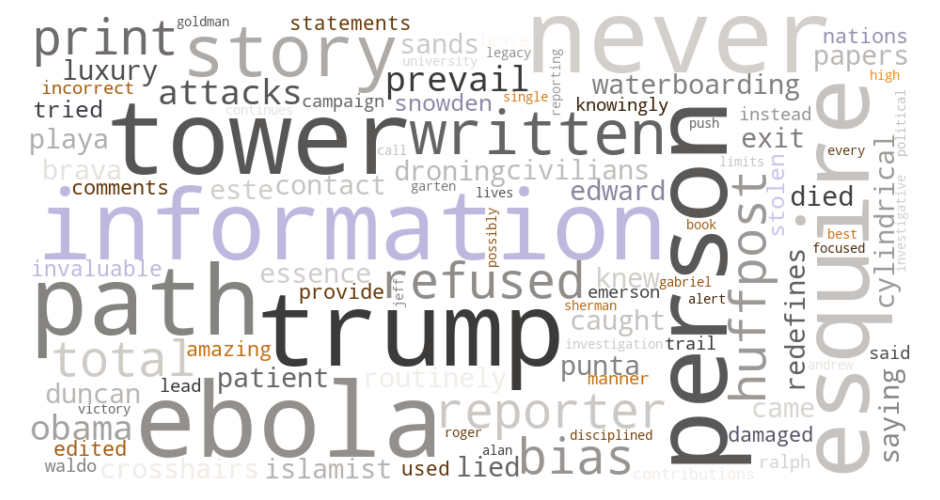 goldman
statements
never
nations
print
story
sands
leave
legacy
reporting
papers
luxury
university
high
incorrect
attacks
prevail
single
waterboarding
tried
continues
campaign
snowden
knowingly
instead
political
playa
tower
written
call
push
exit
every
brava
droning
civilians
limits
comments
este
contact
garten
lives
edward
person
stolen
died
esquire
cylindrical
investigative
information
possibly
book
huffpost
best
focused
invaluable
essence
refused
knew
gabriel
redefines
path
provide
jeff
emerson
alert
trump
sherman
caught
total
amazing
investigation
trail
said
patient
routinely
punta
manner
andrew
duncan
lead
victory
ebola
reporter
came
saying
obama
roger
disciplined
damaged
edited
alan
bias
waldo
crosshairs
islamist
used
lied
contributions
ralph